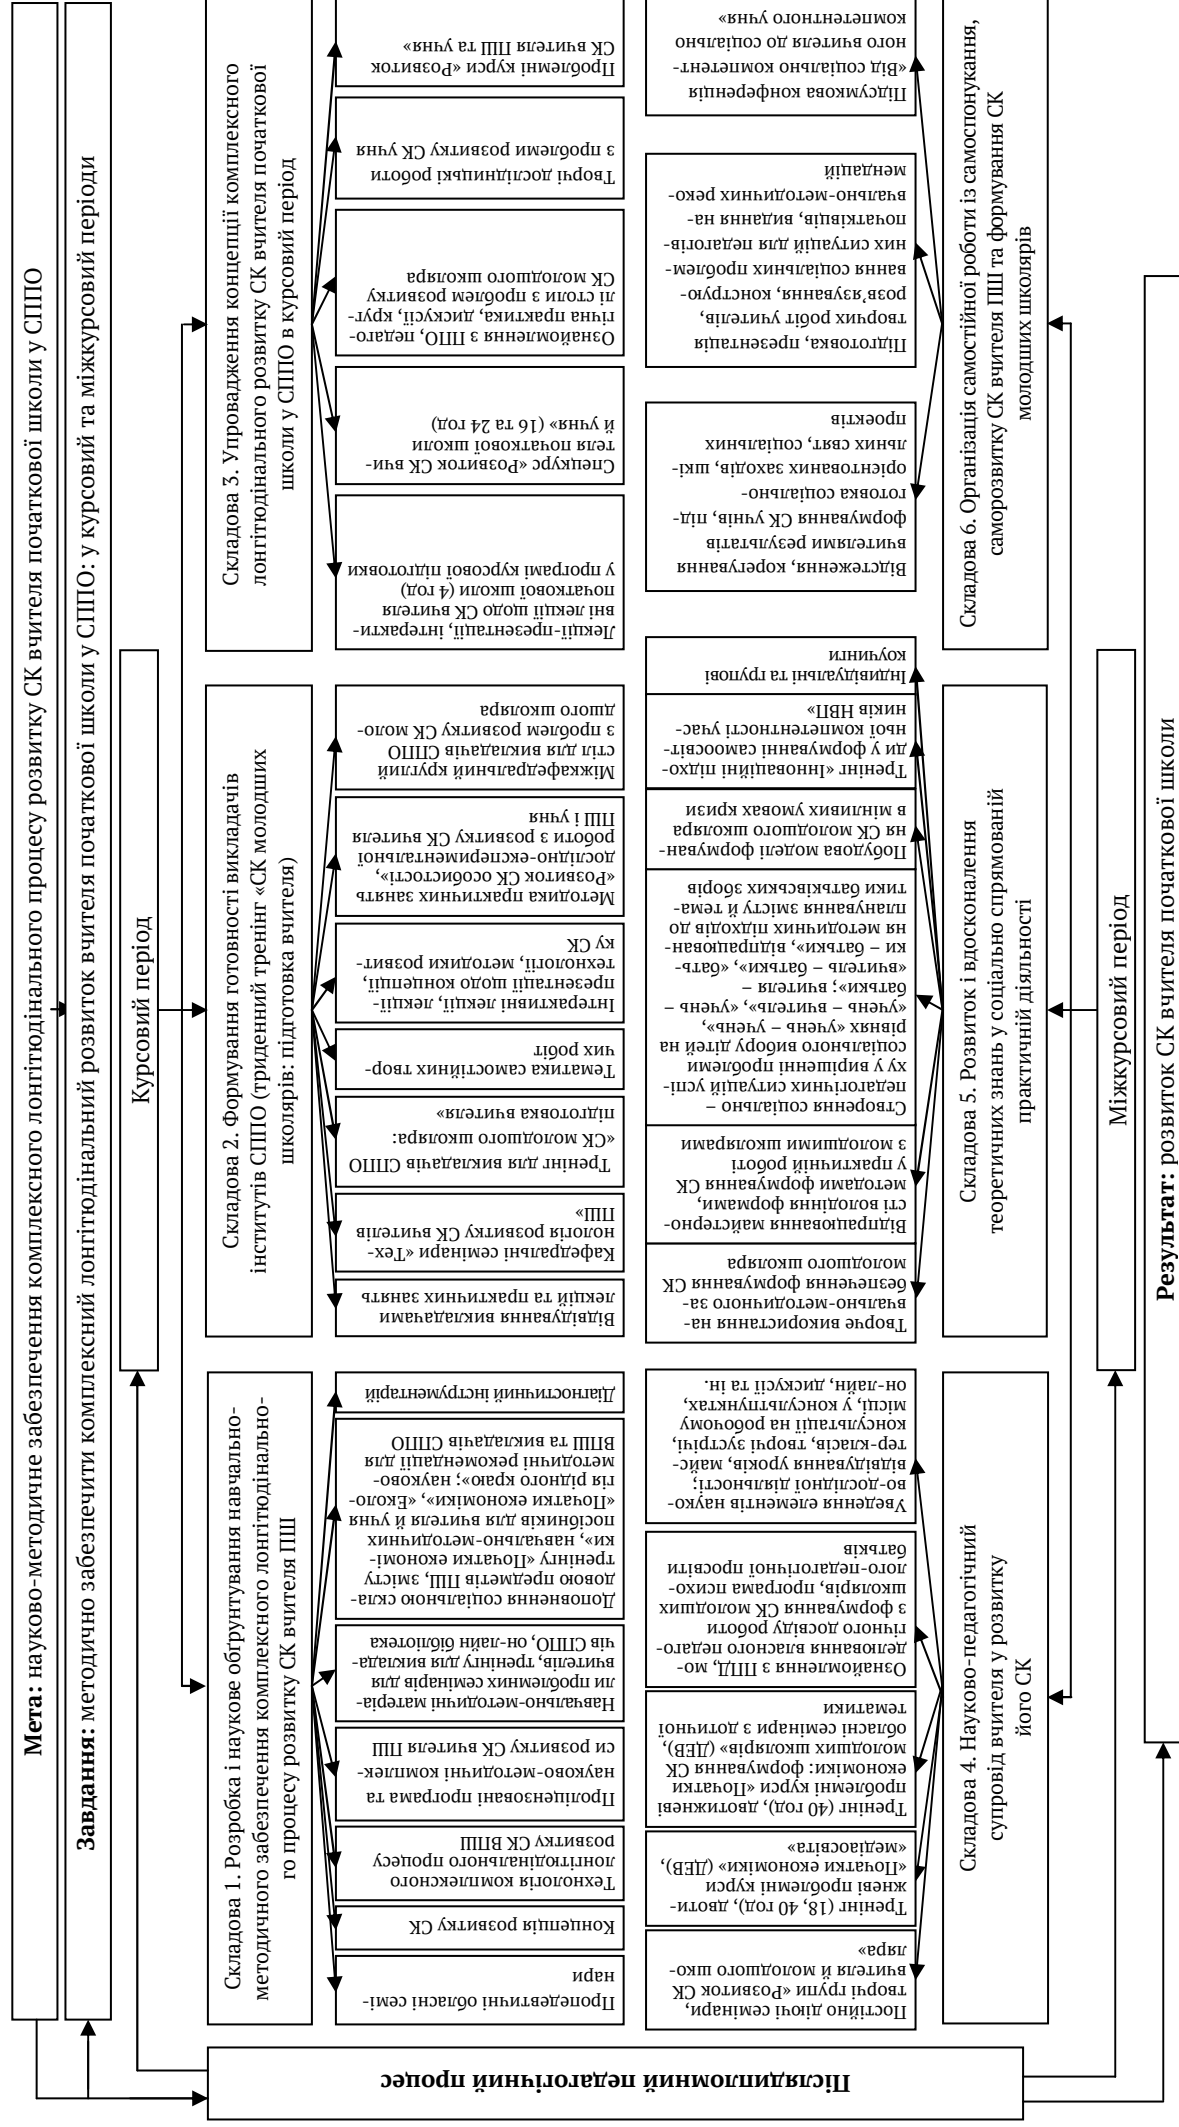 Мета: науково-методичне забезпечення комплексного лонгітюдінального процесу розвитку СК вчителя початкової школи у СППО
Завдання: методично забезпечити комплексний лонгітюдінальний розвиток вчителя початкової школи у СППО: у курсовий та міжкурсовий періоди
Післядипломний педагогічний процес
Курсовий період
Складова 1. Розробка і наукове обґрунтування навчально-
методичного забезпечення комплексного лонгітюдінально-
го процесу розвитку СК вчителя ПШ
Пропедевтичні обласні семі-
нари
Концепція розвитку СК
Технологія комплексного
лонгітюдінального процесу
розвитку СК ВПШ
Проліцензовані програма та
науково-методичні комплек-
си розвитку СК вчителя ПШ
Навчально-методичні матеріа-
ли проблемних семінарів для
вчителів, тренінгу для виклада-
чів СППО, он-лайн бібліотека
Доповнення соціальною скла-
довою предметів ПШ, змісту
тренінгу «Початки економі-
ки», навчально-методичних
посібників для вчителя й учня
«Початки економіки», «Еколо-
гія рідного краю»; науково-
методичні рекомендації для
ВПШ та викладачів СППО
Діагностичний інструментарій
Складова 2. Формування готовності викладачів
інститутів СППО (триденний тренінг «СК молодших
школярів: підготовка вчителя)
Відвідування викладачами
лекцій та практичних занять
Кафедральні семінари «Тех-
нологія розвитку СК вчителів
ПШ»
Тренінг для викладачів СППО
«СК молодшого школяра:
підготовка вчителя»
Тематика самостійних твор-
чих робіт
Інтерактивні лекції, лекції-
презентації щодо концепції,
технології, методики розвит-
ку СК
Методика практичних занять
«Розвиток СК особистості»,
дослідно-експериментальної
роботи з розвитку СК вчителя
ПШ і учня
Міжкафедральний круглий
стіл для викладачів СППО
з проблем розвитку СК моло-
дшого школяра
Складова 3. Упровадження концепції комплексного
лонгітюдінального розвитку СК вчителя початкової
школи у СППО в курсовий період
Лекції-презентації, інтеракти-
вні лекції щодо СК вчителя
початкової школи (4 год)
у програмі курсової підготовки
Спецкурс «Розвиток СК вчи-
теля початкової школи
й учня» (16 та 24 год)
Ознайомлення з ППО, педаго-
гічна практика, дискусії, круг-
лі столи з проблем розвитку
СК молодшого школяра
Творчі дослідницькі роботи
з проблеми розвитку СК учня
Проблемні курси «Розвиток
СК вчителя ПШ та учня»
Постійно діючі семінари,
творчі групи «Розвиток СК
вчителя й молодшого шко-
ляра»
Тренінг (18, 40 год), двоти-
жневі проблемні курси
«Початки економіки» (ДЕВ),
«медіаосвіта»
Тренінг (40 год), двотижневі
проблемні курси «Початки
економіки: формування СК
молодших школярів» (ДЕВ),
обласні семінари з дотичної
тематики
Ознайомлення з ППД, мо-
делювання власного педаго-
гічного досвіду роботи
з формування СК молодших
школярів, програма психо-
лого-педагогічної просвіти
батьків
Уведення елементів науко-
во-дослідної діяльності;
відвідування уроків, майс-
тер-класів, творчі зустрічі,
консультації на робочому
місці, у консультпунктах,
он-лайн, дискусії та ін.
Складова 4. Науково-педагогічний
супровід вчителя у розвитку
його СК
Творче використання на-
вчально-методичного за-
безпечення формування СК
молодшого школяра
Відпрацювання майстерно-
сті володіння формами,
методами формування СК
у практичній роботі
з молодшими школярами
Створення соціально –
педагогічних ситуацій успі-
ху у вирішенні проблеми
соціального вибору дітей на
рівнях «учень – учень»,
«учень – вчитель», «учень –
батьки»; вчителя –
«вчитель – батьки», «бать-
ки – батьки», відпрацюван-
ня методичних підходів до
планування змісту й тема-
тики батьківських зборів
Побудова моделі формуван-
ня СК молодшого школяра
в мінливих умовах кризи
Тренінг «Інноваційні підхо-
ди у формуванні самоосвіт-
ньої компетентності учас-
ників НВП»
Індивідуальні та групові
коучинги
Складова 5. Розвиток і вдосконалення
теоретичних знань у соціально спрямованій
практичній діяльності
Відстеження, корегування
вчителями результатів
формування СК учнів, під-
готовка соціально-
орієнтованих заходів, шкі-
льних свят, соціальних
проектів
Підготовка, презентація
творчих робіт учителів,
розв’язування, конструю-
вання соціальних проблем-
них ситуацій для педагогів-
початківців, видання на-
вчально-методичних реко-
мендацій
Підсумкова конференція
«Від соціально компетент-
ного вчителя до соціально
компетентного учня»
Складова 6. Організація самостійної роботи із самоспонукання,
саморозвитку СК вчителя ПШ та формування СК
молодших школярів
Міжкурсовий період
Результат: розвиток СК вчителя початкової школи